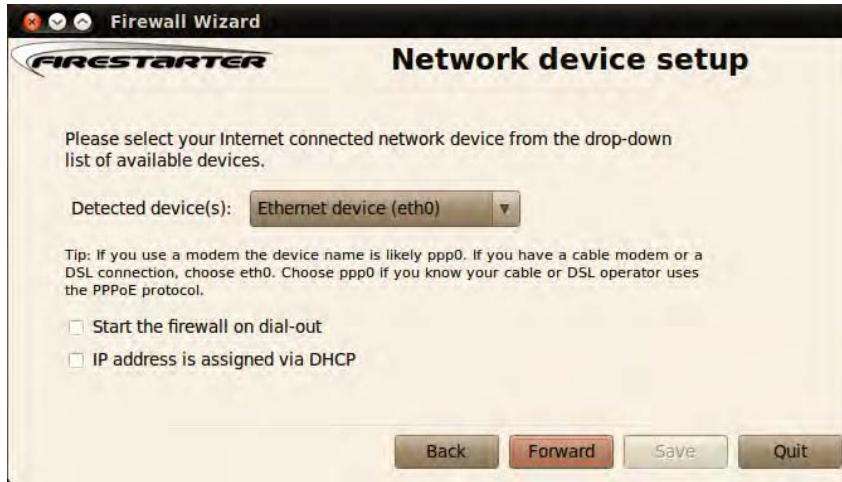 Firewall Wizard
FIRESTARTER
Network device setup
Please select your Internet connected network device from the drop-down
list of available devices.
Detected device(s): Ethernet device (eth0)
Tip: If you use a modem the device name is likely ppp0. If you have a cable modem or a
DSL connection, choose eth0. Choose ppp0 if you know your cable or DSL operator uses
the PPPoE protocol.
Start the firewall on dial-out
IP address is assigned via DHCP
Back Forward Save Quit